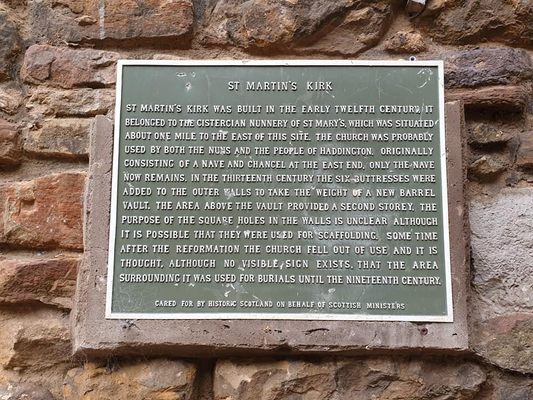 ST MARTIN'S KIRK
ST MARTIN'S KIRK WAS BUILT IN THE EARLY TWELFTH CENTURY. IT
BELONGED TO THE CISTERCIAN NUNNERY OF ST MARY'S, WHICH WAS SITUATED
ABOUT ONE MILE TO THE EAST OF THIS SITE. THE CHURCH WAS PROBABLY
USED BY BOTH THE NUNS AND THE PEOPLE OF HADDINGTON. ORIGINALLY
CONSISTING OF A NAVE AND CHANCEL AT THE EAST END, ONLY THE NAVE
NOW REMAINS. IN THE THIRTEENTH CENTURY THE SIX BUTTRESSES WERE
ADDED TO THE OUTER WALLS TO TAKE THE WEIGHT OF A NEW BARREL
VAULT. THE AREA ABOVE THE VAULT PROVIDED A SECOND STOREY. THE
PURPOSE OF THE SQUARE HOLES IN THE WALLS IS UNCLEAR ALTHOUGH
IT IS POSSIBLE THAT THEY WERE USED FOR SCAFFOLDING. SOME TIME
AFTER THE REFORMATION THE CHURCH FELL OUT OF USE AND IT IS
THOUGHT, ALTHOUGH NO VISIBLE SIGN EXISTS, THAT THE AREA
SURROUNDING IT WAS USED FOR BURIALS UNTIL THE NINETEENTH CENTURY.
CARED FOR BY HISTORIC SCOTLAND ON BEHALF OF SCOTTISH MINISTERS